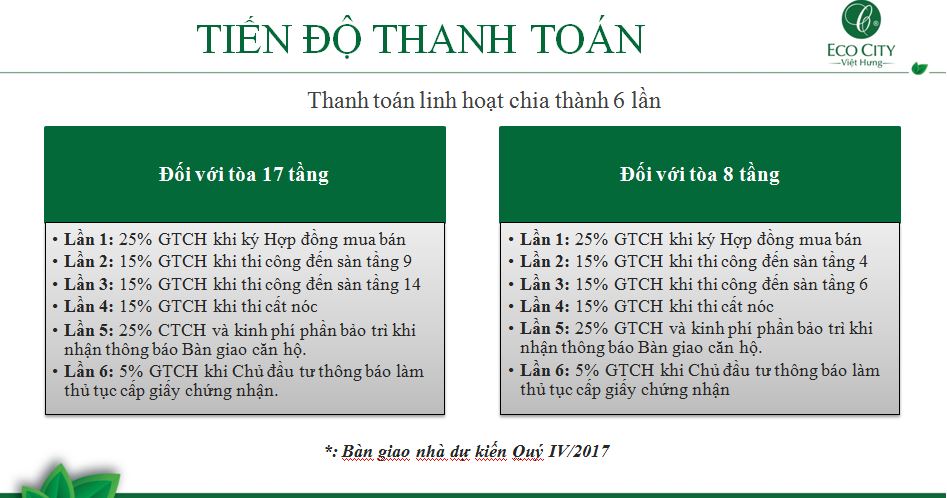 TIẾN ĐỘ THANH TOÁN
ECO CITY
Việt Hưng
Thanh toán linh hoạt chia thành 6 lần
Đối với tòa 17 tầng
• Lần 1: 25% GTCH khi ký Hợp đồng mua bán
• Lần 2: 15% GTCH khi thi công đến sàn tầng 9
• Lần 3: 15% GTCH khi thi công đến sàn tầng 14
• Lần 4: 15% GTCH khi thi cất nóc
• Lần 5: 25% CTCH và kinh phí phần bảo trì khi
nhận thông báo Bàn giao căn hộ.
• Lần 6: 5% GTCH khi Chủ đầu tư thông báo làm
thủ tục cấp giấy chứng nhận.
Đối với tòa 8 tầng
• Lần 1: 25% GTCH khi ký Hợp đồng mua bán
• Lần 2: 15% GTCH khi thi công đến sàn tầng 4
• Lần 3: 15% GTCH khi thi công đến sàn tầng 6
• Lần 4: 15% GTCH khi thi cất nóc
• Lần 5: 25% GTCH và kinh phí phần bảo trì khi
nhận thông báo Bàn giao căn hộ.
• Lần 6: 5% GTCH khi Chủ đầu tư thông báo làm
thủ tục cấp giấy chứng nhận
*: Bàn giao nhà dự kiến Quý IV/2017